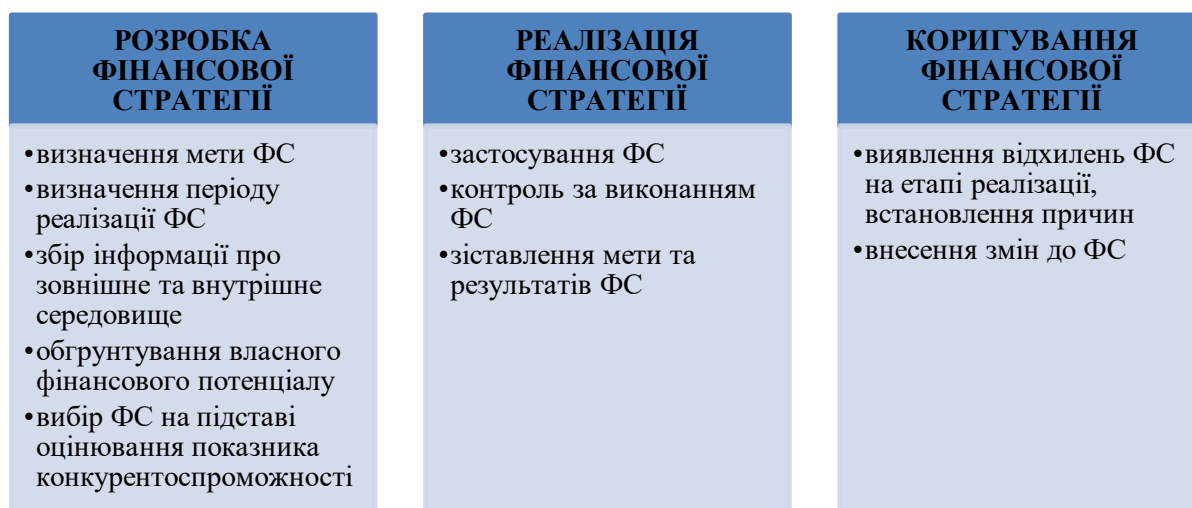 РОЗРОБКА
ФІНАНСОВОЇ
СТРАТЕГІЇ
•визначення мети ФС
•визначення періоду
реалізації ФС
•збір інформації про
зовнішне та внутрішне
середовище
•обгрунтування власного
фінансового потенціалу
•вибір ФС на підставі
оцінювання показника
конкурентоспроможності
РЕАЛІЗАЦІЯ
ФІНАНСОВОЇ
СТРАТЕГІЇ
•застосування ФС
•контроль за виконанням
ФС
•зіставлення мети та
результатів ФС
КОРИГУВАННЯ
ФІНАНСОВОЇ
СТРАТЕГІЇ
•виявлення відхилень ФС
на етапі реалізації,
встановлення причин
•внесення змін до ФС